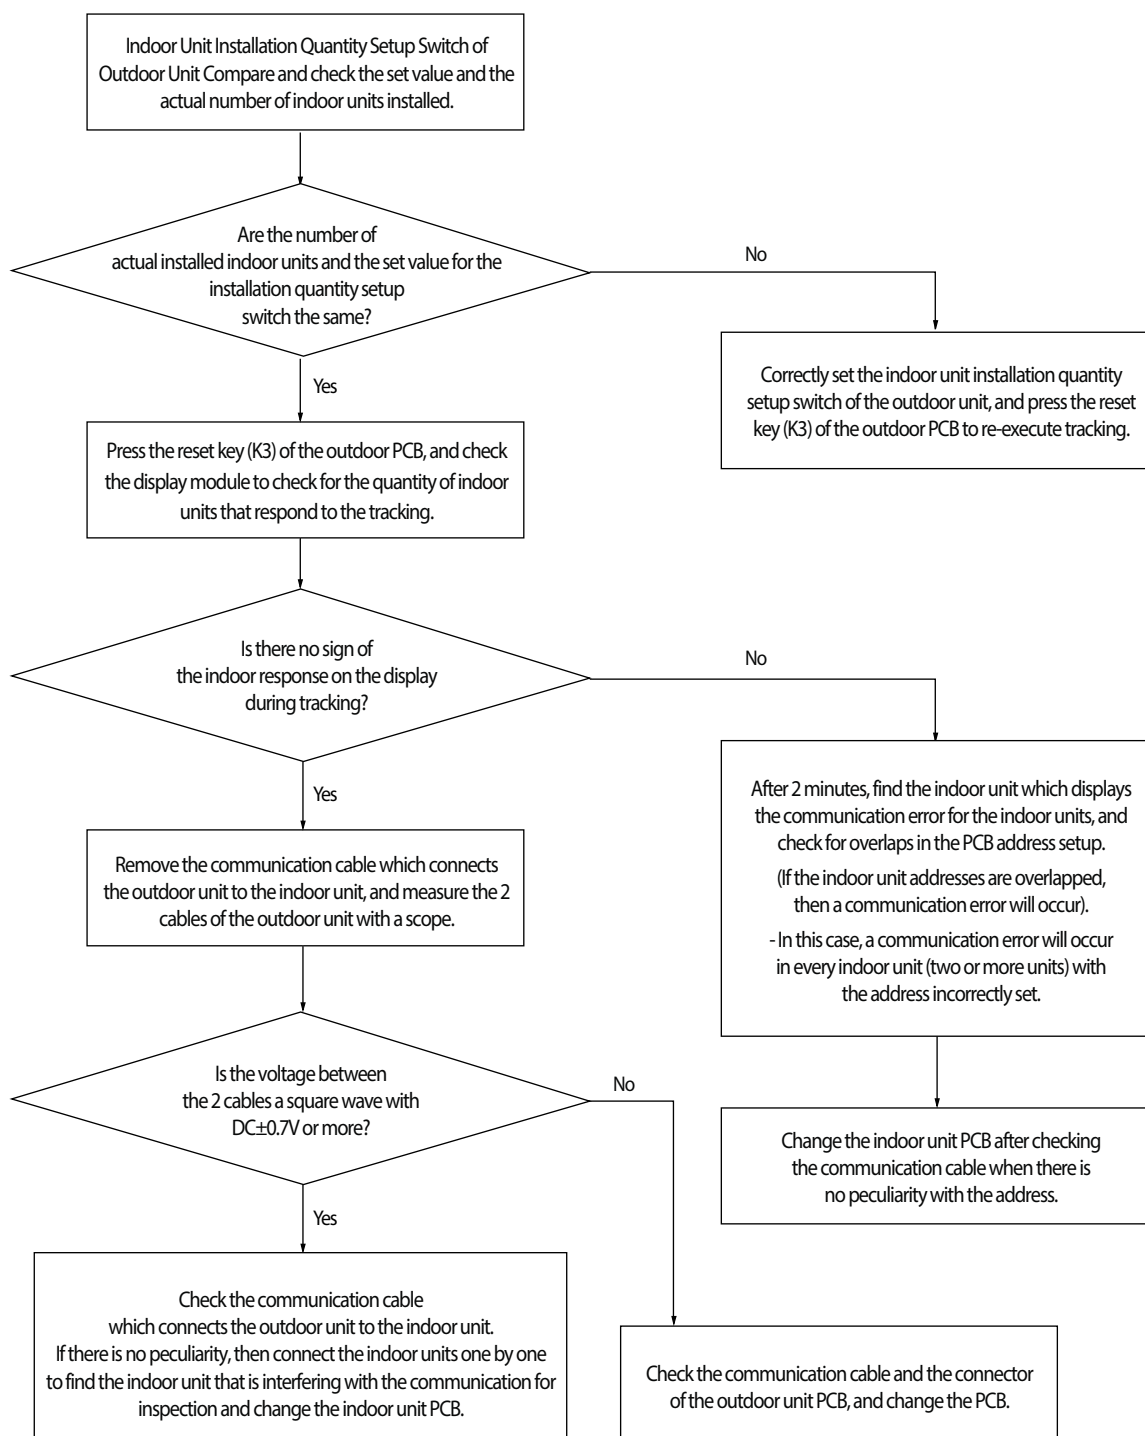 Indoor Unit Installation Quantity Setup Switch of
Outdoor Unit Compare and check the set value and the
actual number of indoor units installed.
Are the number of
actual installed indoor units and the set value for the
installation quantity setup
switch the same?
No
Correctly set the indoor unit installation quantity
setup switch of the outdoor unit, and press the reset
key (K3) of the outdoor PCB to re-execute tracking.
Yes
Press the reset key (K3) of the outdoor PCB, and check
the display module to check for the quantity of indoor
units that respond to the tracking.
Is there no sign of
the indoor response on the display
during tracking?
No
After 2 minutes, find the indoor unit which displays
the communication error for the indoor units, and
check for overlaps in the PCB address setup.
(If the indoor unit addresses are overlapped,
then a communication error will occur).
- In this case, a communication error will occur
in every indoor unit (two or more units) with
the address incorrectly set.
Change the indoor unit PCB after checking
the communication cable when there is
no peculiarity with the address.
Yes
Remove the communication cable which connects
the outdoor unit to the indoor unit, and measure the 2
cables of the outdoor unit with a scope.
Is the voltage between
the 2 cables a square wave with
DC±0.7V or more?
No
Yes
Check the communication cable
which connects the outdoor unit to the indoor unit.
If there is no peculiarity, then connect the indoor units one by one
to find the indoor unit that is interfering with the communication for
inspection and change the indoor unit PCB.
Check the communication cable and the connector
of the outdoor unit PCB, and change the PCB.